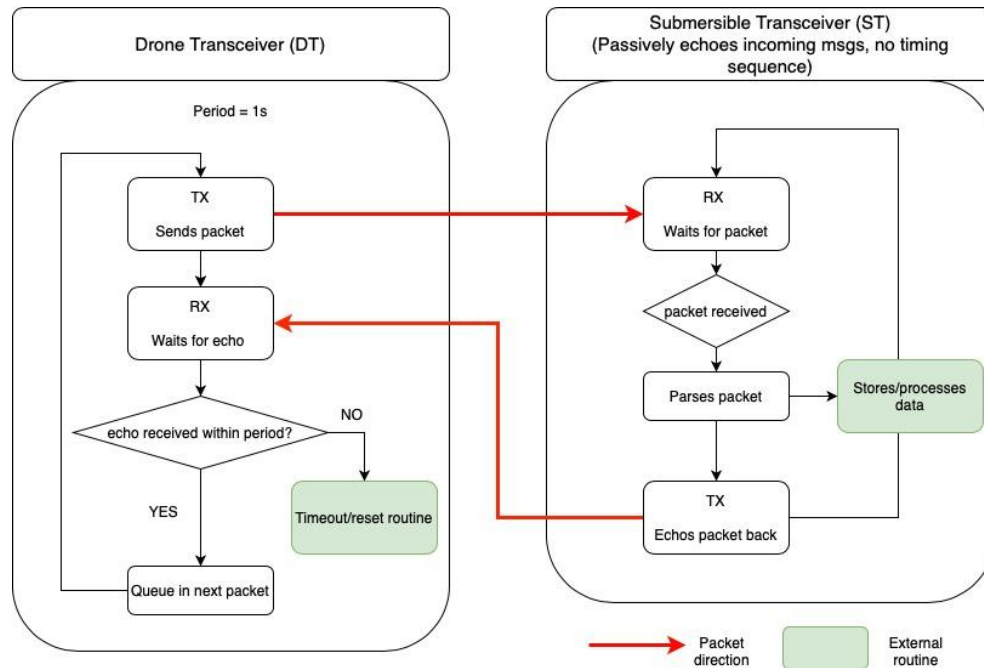 Drone Transceiver (DT)
Period = 1s
TX
Sends packet
RX
Waits for echo
echo received within period?
NO
YES
Timeout/reset routine
Queue in next packet
Submersible Transceiver (ST)
(Passively echoes incoming msgs, no timing
sequence)
RX
Waits for packet
packet received
Parses packet
Stores/processes
data
TX
Echos packet back
Packet
direction
External
routine